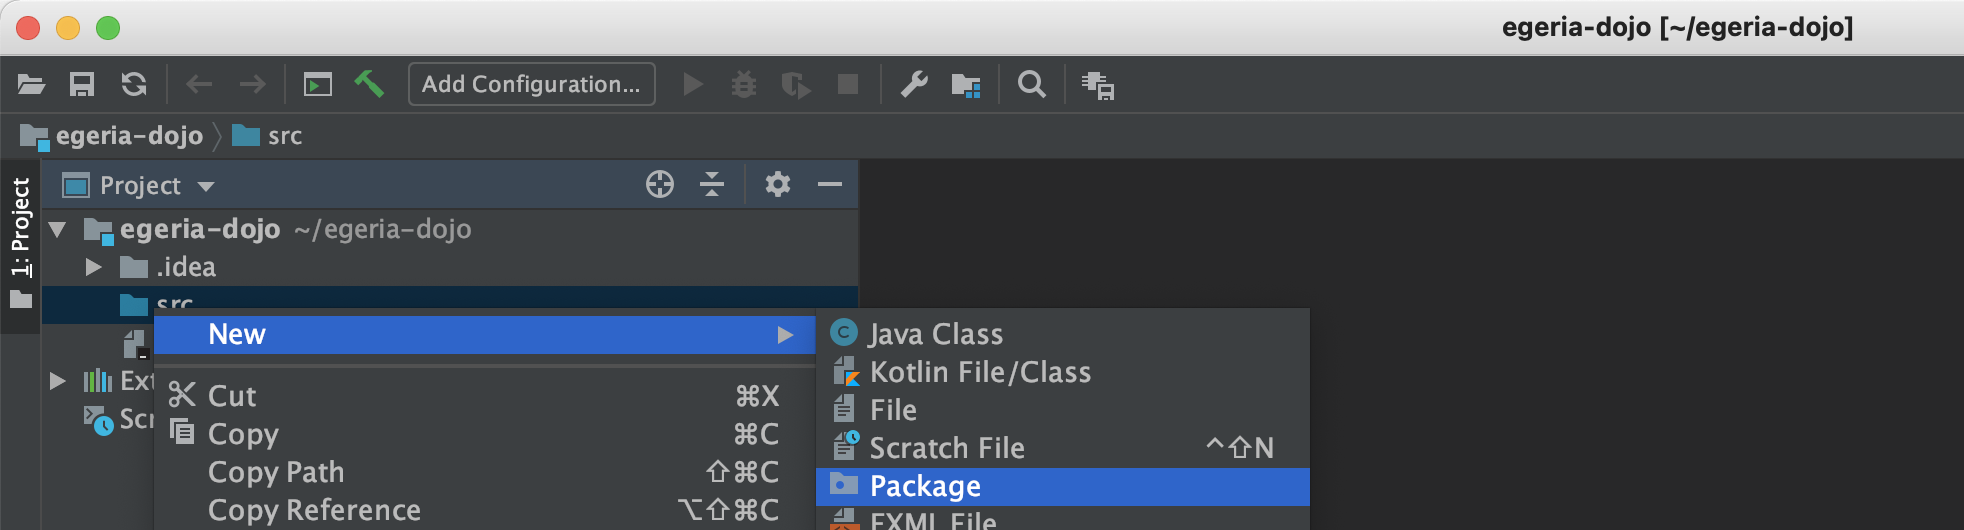 egeria-dojo [~/egeria-dojo]
Add Configuration...
egeria-dojo src
1: Project
Project
egeria-dojo ~/egeria-dojo
.idea
src
New
Ext
Scr
Cut ⌘X
Copy ⌘C
Copy Path ⇧⌘C
Copy Reference ⌥⇧⌘C
Java Class
Kotlin File/Class
File
Scratch File ^⇧N
Package
FXML File